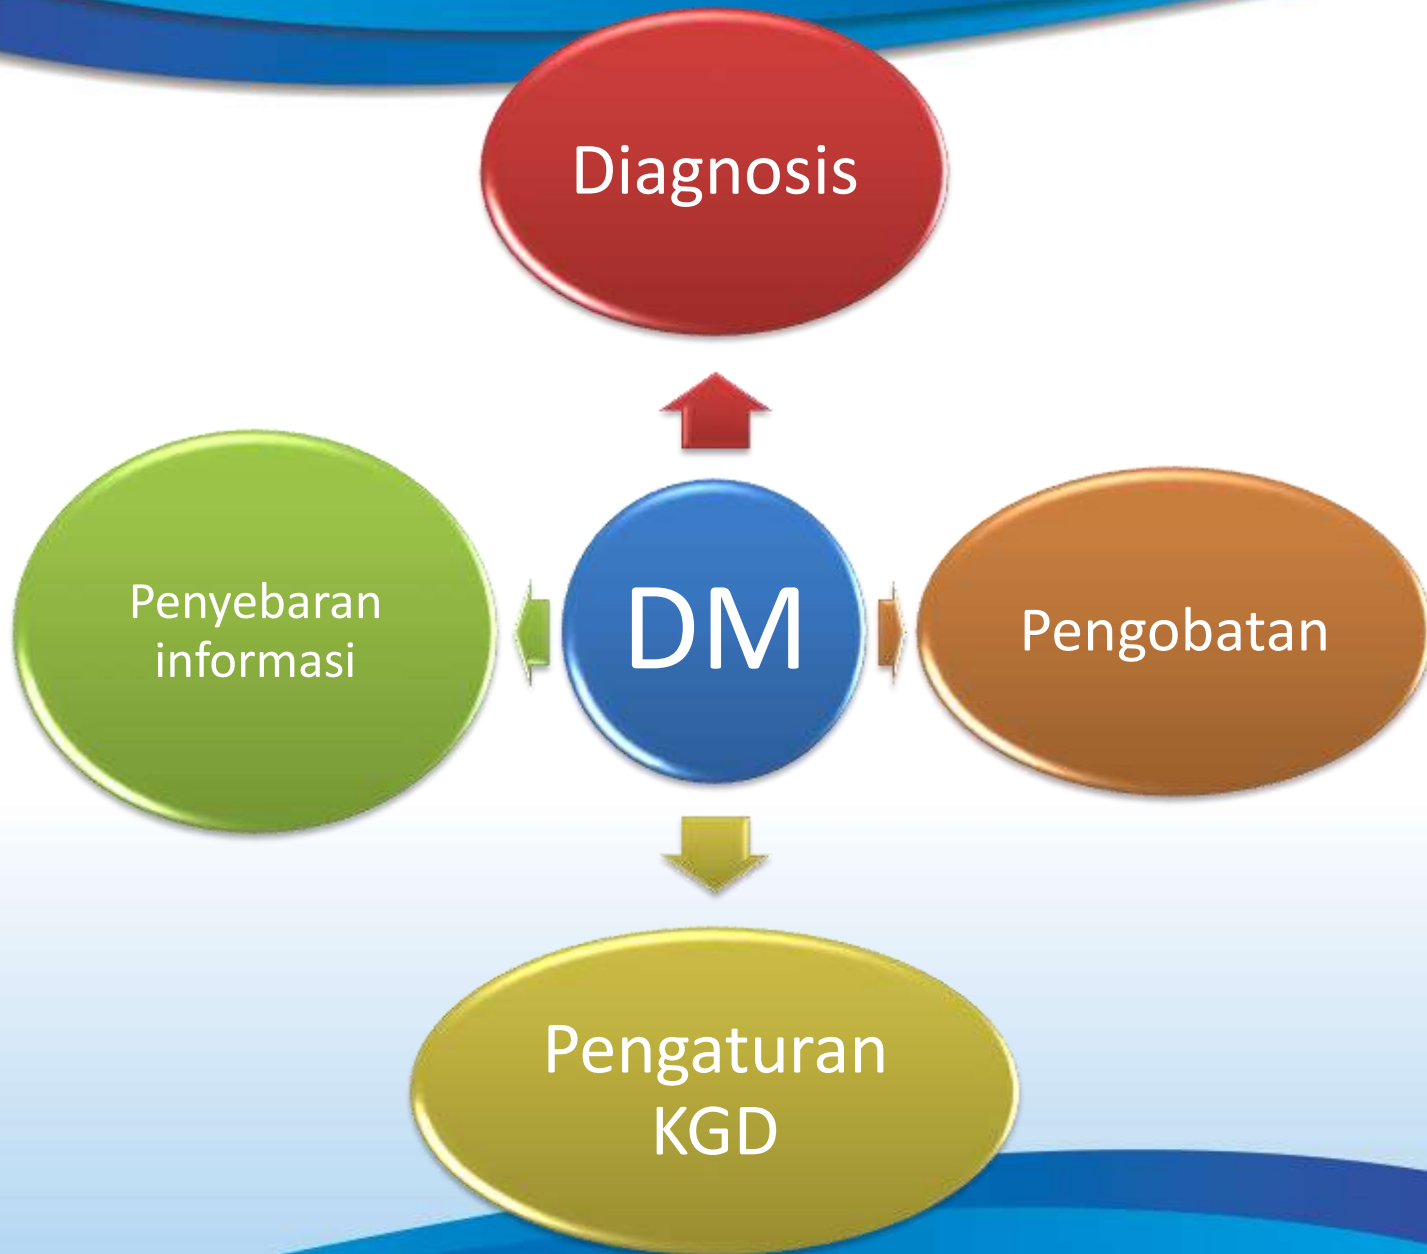 Diagnosis
Penyebaran
informasi
DM
Pengobatan
Pengaturan
KGD